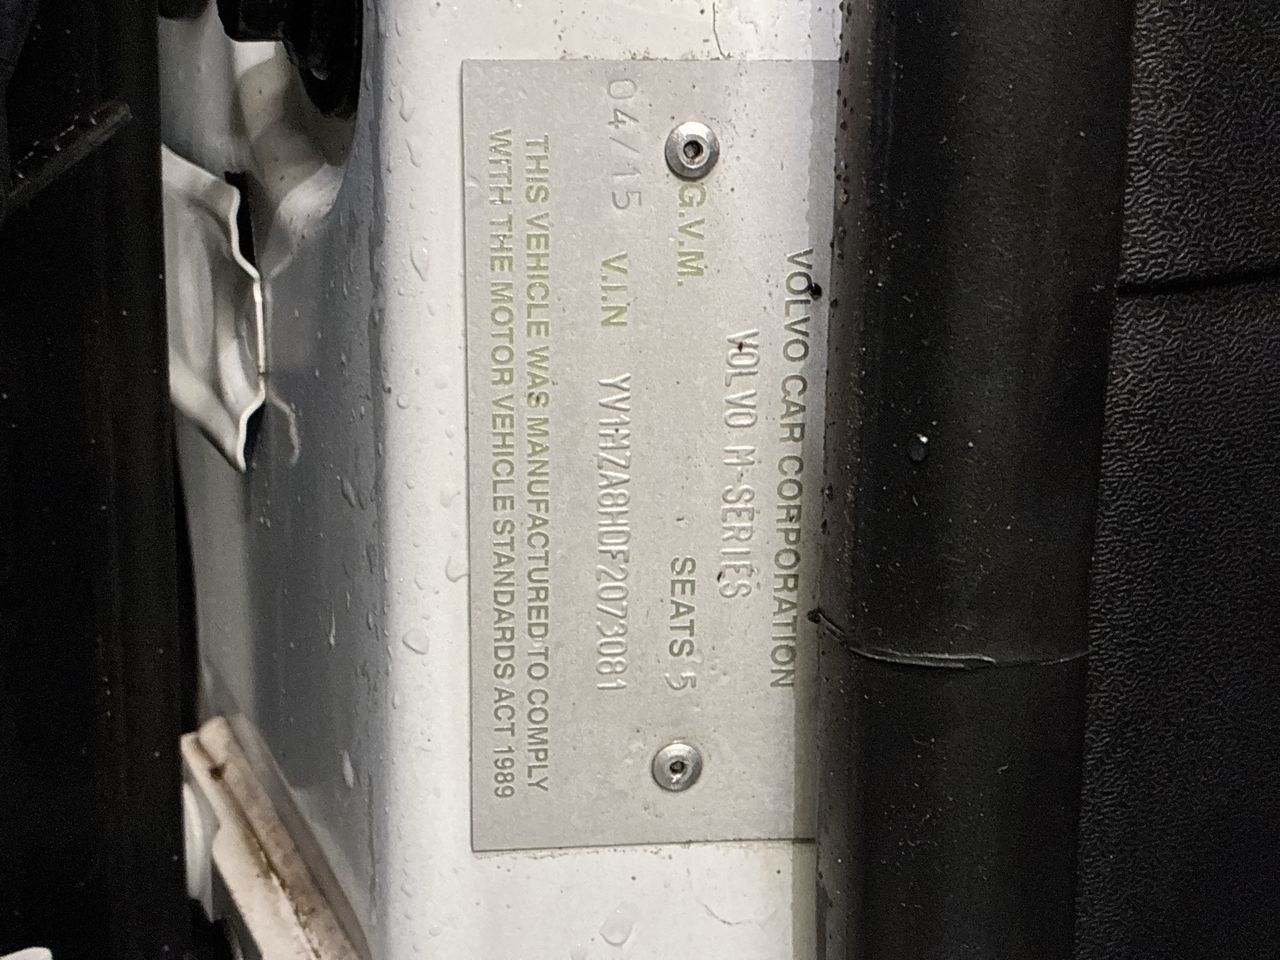 VOLVO CAR CORPORATION
VOLVO M-SERIES
G.V.M. SEATS 5
04/15 V.I.N YV1MZA8H0F2073081
THIS VEHICLE WAS MANUFACTURED TO COMPLY
WITH THE MOTOR VEHICLE STANDARDS ACT 1989